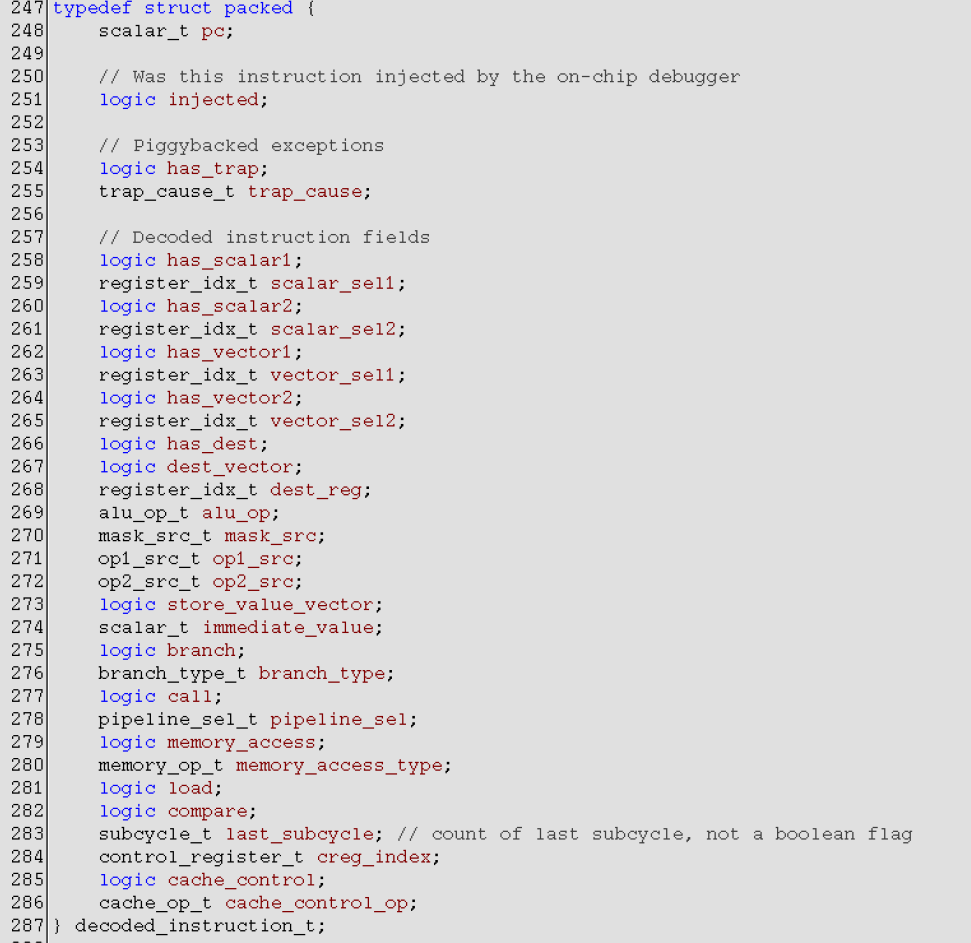 247 typedef struct packed {
248     scalar_t pc;
249
250     // Was this instruction injected by the on-chip debugger
251     logic injected;
252
253     // Piggybacked exceptions
254     logic has_trap;
255     trap_cause_t trap_cause;
256
257     // Decoded instruction fields
258     logic has_scalar1;
259     register_idx_t scalar_sel1;
260     logic has_scalar2;
261     register_idx_t scalar_sel2;
262     logic has_vector1;
263     register_idx_t vector_sel1;
264     logic has_vector2;
265     register_idx_t vector_sel2;
266     logic has_dest;
267     logic dest_vector;
268     register_idx_t dest_reg;
269     alu_op_t alu_op;
270     mask_src_t mask_src;
271     op1_src_t op1_src;
272     op2_src_t op2_src;
273     logic store_value_vector;
274     scalar_t immediate_value;
275     logic branch;
276     branch_type_t branch_type;
277     logic call;
278     pipeline_sel_t pipeline_sel;
279     logic memory_access;
280     memory_op_t memory_access_type;
281     logic load;
282     logic compare;
283     subcycle_t last_subcycle; // count of last subcycle, not a boolean flag
284     control_register_t creg_index;
285     logic cache_control;
286     cache_op_t cache_control_op;
287 } decoded_instruction_t;